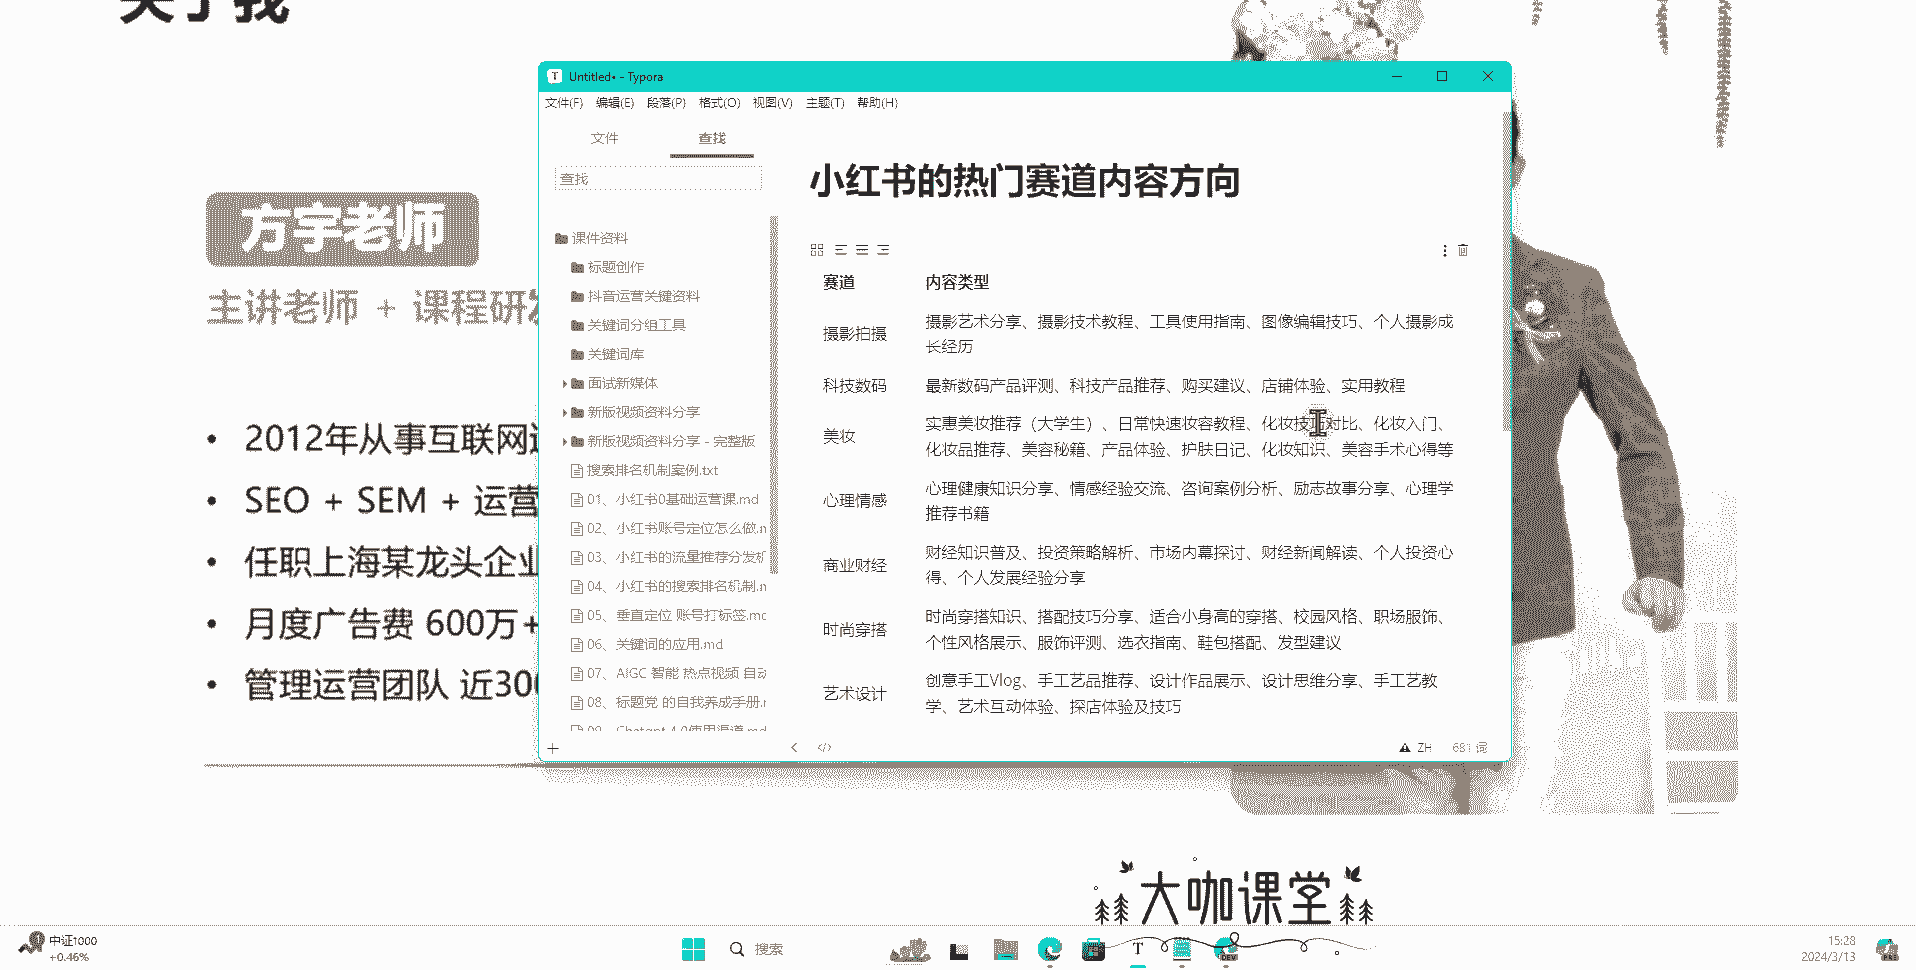 关于我
方宇老师
主讲老师 + 课程研发
2012年从事互联网
SEO + SEM + 运营
任职上海某龙头企业
月度广告费 600万+
管理运营团队 近300
Untitled• - Typora
文件(F) 编辑(E) 段落(P) 格式(O) 视图(V) 主题(T) 帮助(H)
文件 查找
查找
课件资料
标题创作
抖音运营关键资料
关键词分组工具
关键词库
面试新媒体
新版视频资料分享
新版视频资料分享 - 完整版
搜索排名机制案例.txt
01、小红书0基础运营课.md
02、小红书账号定位怎么做.m
03、小红书的流量推荐分发机
04、小红书的搜索排名机制.m
05、垂直定位 账号打标签.md
06、关键词的应用.md
07、AIGC 智能 热点视频 自动
08、标题党 的自我养成手册.m
09、Chatgpt 4.0使用渠道.md
小红书的热门赛道内容方向
赛道 内容类型
摄影拍摄 摄影艺术分享、摄影技术教程、工具使用指南、图像编辑技巧、个人摄影成
长经历
科技数码 最新数码产品评测、科技产品推荐、购买建议、店铺体验、实用教程
美妆 实惠美妆推荐（大学生）、日常快速妆容教程、化妆技巧对比、化妆入门、
化妆品推荐、美容秘籍、产品体验、护肤日记、化妆知识、美容手术心得等
心理情感 心理健康知识分享、情感经验交流、咨询案例分析、励志故事分享、心理学
推荐书籍
商业财经 财经知识普及、投资策略解析、市场内幕探讨、财经新闻解读、个人投资心
得、个人发展经验分享
时尚穿搭 时尚穿搭知识、搭配技巧分享、适合小身高的穿搭、校园风格、职场服饰、
个性风格展示、服饰评测、选衣指南、鞋包搭配、发型建议
艺术设计 创意手工Vlog、手工艺品推荐、设计作品展示、设计思维分享、手工艺教
学、艺术互动体验、探店体验及技巧
ZH 681 词
大咖课堂
中证1000
+0.46%
搜索
DEV
15:28
2024/3/13